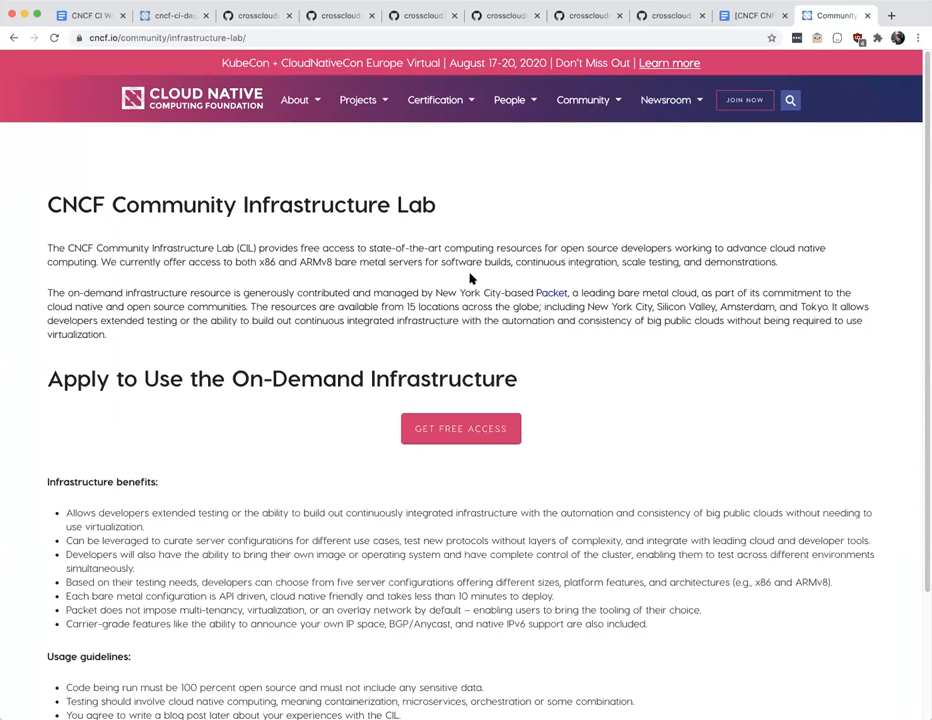 CNCF CI W
cncf-ci-de
crosscloud
crosscloud
crosscloud
crosscloud
crosscloud
crosscloud
[CNCF CNF
Community
cncf.io/community/infrastructure-lab/
4
KubeCon + CloudNativeCon Europe Virtual | August 17-20, 2020 | Don't Miss Out | Learn more
CLOUD NATIVE
COMPUTING FOUNDATION
About
Projects
Certification
People
Community
Newsroom
JOIN NOW
CNCF Community Infrastructure Lab
The CNCF Community Infrastructure Lab (CIL) provides free access to state-of-the-art computing resources for open source developers working to advance cloud native
computing. We currently offer access to both x86 and ARMv8 bare metal servers for software builds, continuous integration, scale testing, and demonstrations.
The on-demand infrastructure resource is generously contributed and managed by New York City-based Packet, a leading bare metal cloud, as part of its commitment to the
cloud native and open source communities. The resources are available from 15 locations across the globe; including New York City, Silicon Valley, Amsterdam, and Tokyo. It allows
developers extended testing or the ability to build out continuous integrated infrastructure with the automation and consistency of big public clouds without being required to use
virtualization.
Apply to Use the On-Demand Infrastructure
GET FREE ACCESS
Infrastructure benefits:
• Allows developers extended testing or the ability to build out continuously integrated infrastructure with the automation and consistency of big public clouds without needing to
use virtualization.
• Can be leveraged to curate server configurations for different use cases, test new protocols without layers of complexity, and integrate with leading cloud and developer tools.
• Developers will also have the ability to bring their own image or operating system and have complete control of the cluster, enabling them to test across different environments
simultaneously.
• Based on their testing needs, developers can choose from five server configurations offering different sizes, platform features, and architectures (e.g., x86 and ARMv8).
• Each bare metal configuration is API driven, cloud native friendly and takes less than 10 minutes to deploy.
• Packet does not impose multi-tenancy, virtualization, or an overlay network by default – enabling users to bring the tooling of their choice.
• Carrier-grade features like the ability to announce your own IP space, BGP/Anycast, and native IPv6 support are also included.
Usage guidelines:
• Code being run must be 100 percent open source and must not include any sensitive data.
• Testing should involve cloud native computing, meaning containerization, microservices, orchestration or some combination.
• You agree to write a blog post later about your experiences with the CIL.